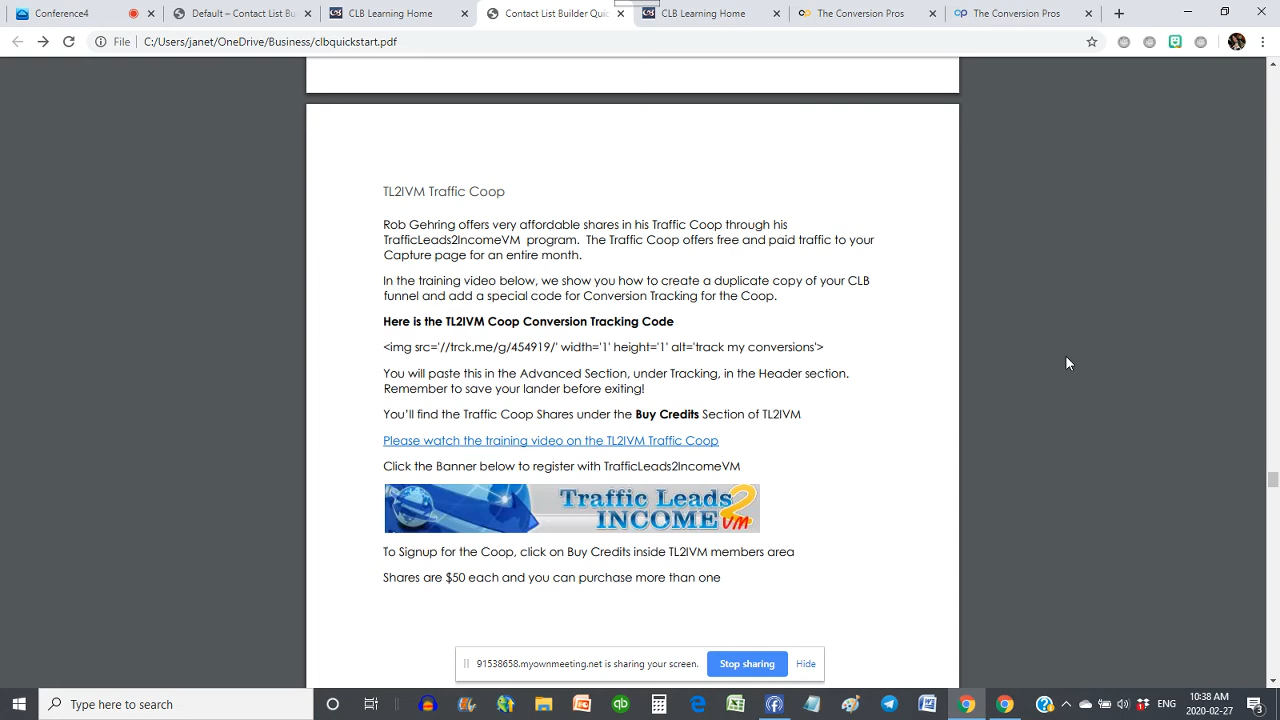 Conference4
Default – Contact List Bu
CLB Learning Home
Contact List Builder Quic
CLB Learning Home
The Conversion Pros
The Conversion Pros
File
C:/Users/janet/OneDrive/Business/clbquickstart.pdf
TL2IVM Traffic Coop
Rob Gehring offers very affordable shares in his Traffic Coop through his
TrafficLeads2IncomeVM program. The Traffic Coop offers free and paid traffic to your
Capture page for an entire month.
In the training video below, we show you how to create a duplicate copy of your CLB
funnel and add a special code for Conversion Tracking for the Coop.
Here is the TL2IVM Coop Conversion Tracking Code
<img src='//trck.me/g/454919/' width='1' height='1' alt='track my conversions'>
You will paste this in the Advanced Section, under Tracking, in the Header section.
Remember to save your lander before exiting!
You'll find the Traffic Coop Shares under the Buy Credits Section of TL2IVM
Please watch the training video on the TL2IVM Traffic Coop
Click the Banner below to register with TrafficLeads2IncomeVM
Traffic Leads 2
INCOME VM
To Signup for the Coop, click on Buy Credits inside TL2IVM members area
Shares are $50 each and you can purchase more than one
91538658.myownmeeting.net is sharing your screen.
Stop sharing
Hide
Type here to search
ENG
10:38 AM
2020-02-27